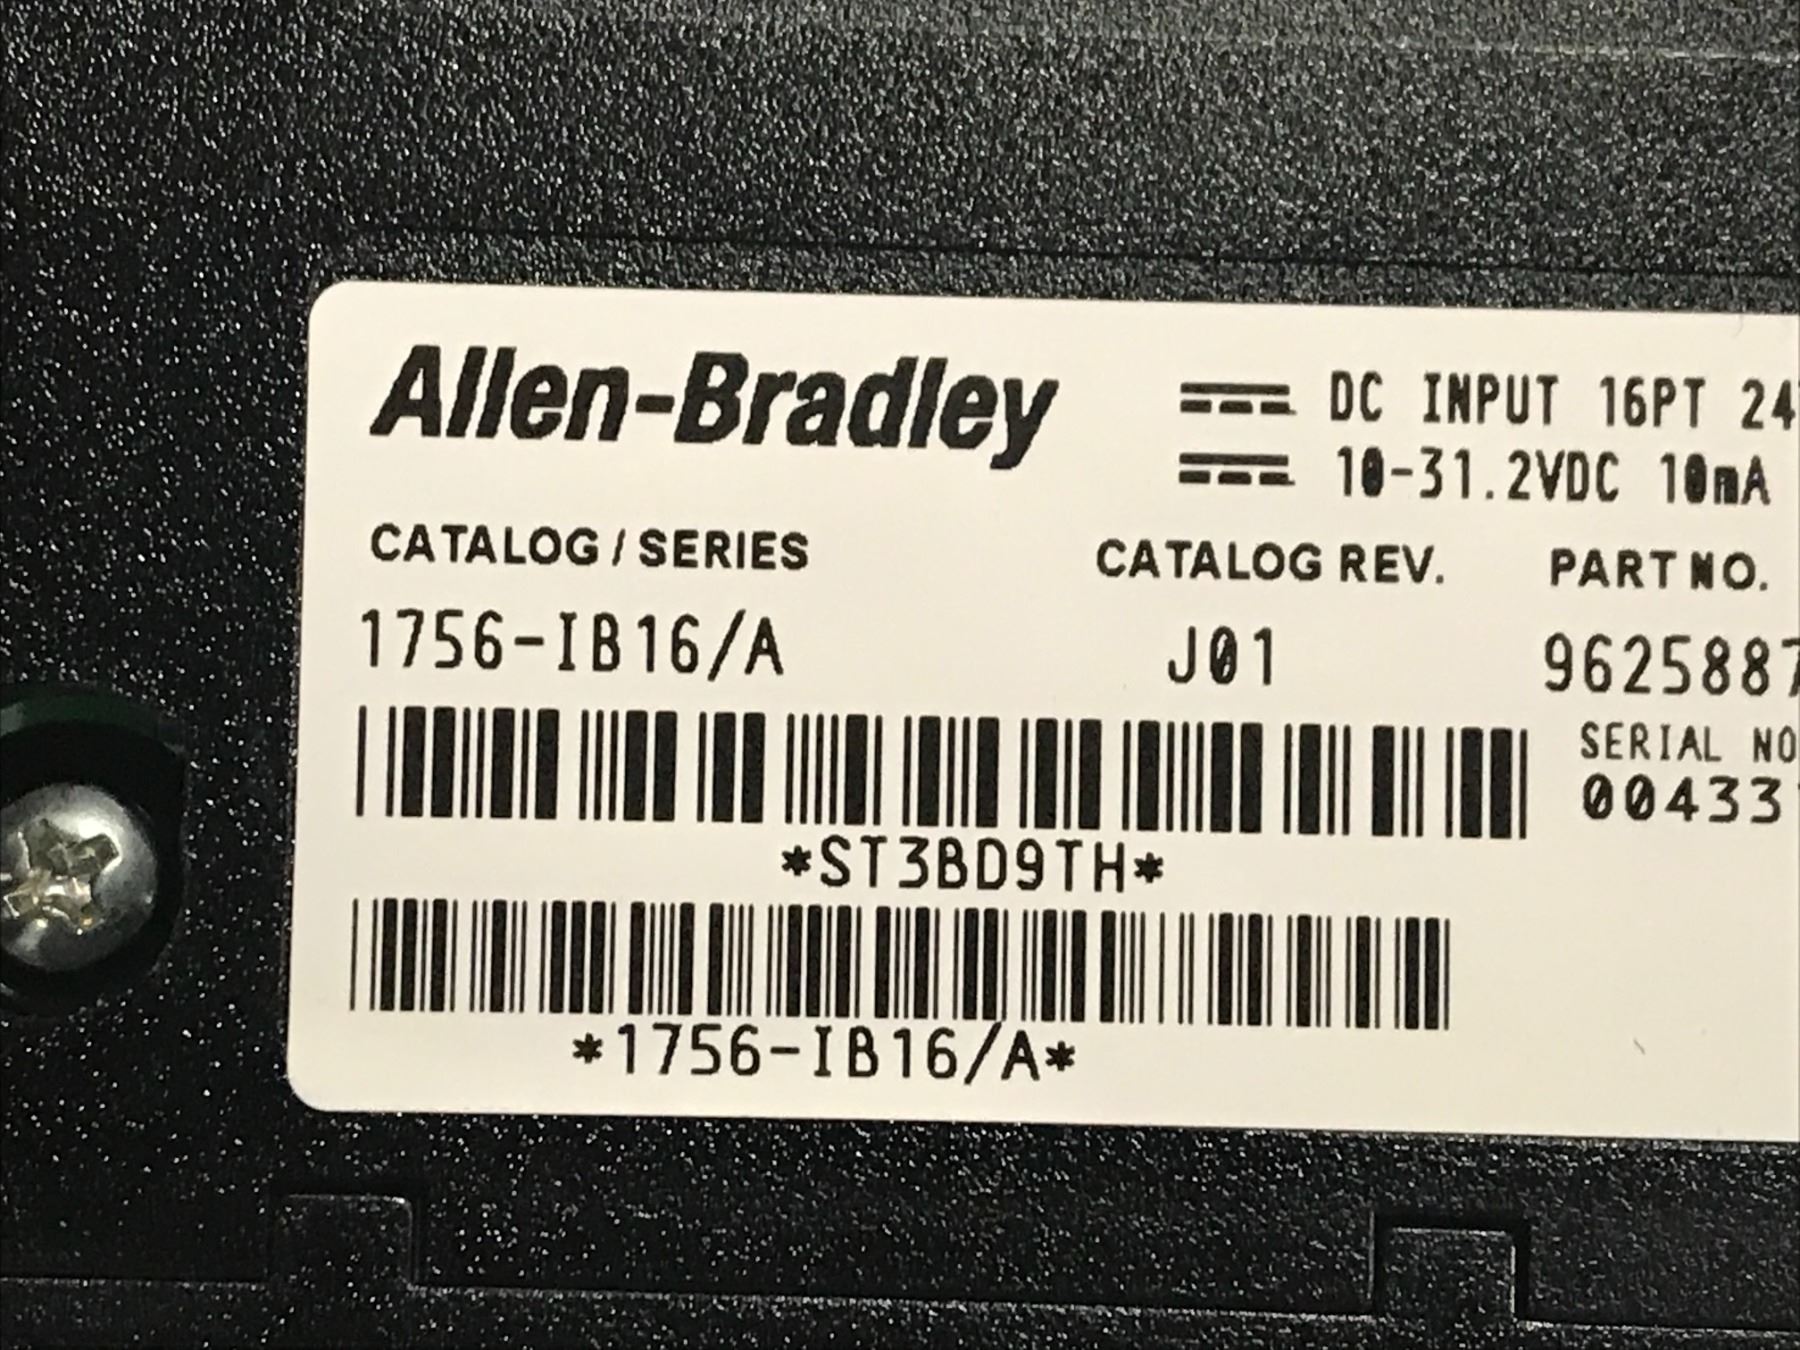 Allen-Bradley
DC INPUT 16PT 24
10-31.2VDC 10mA
CATALOG / SERIES CATALOG REV. PART NO.
1756-IB16/A J01 9625887
SERIAL NO
00433
*ST3BD9TH*
*1756-IB16/A*